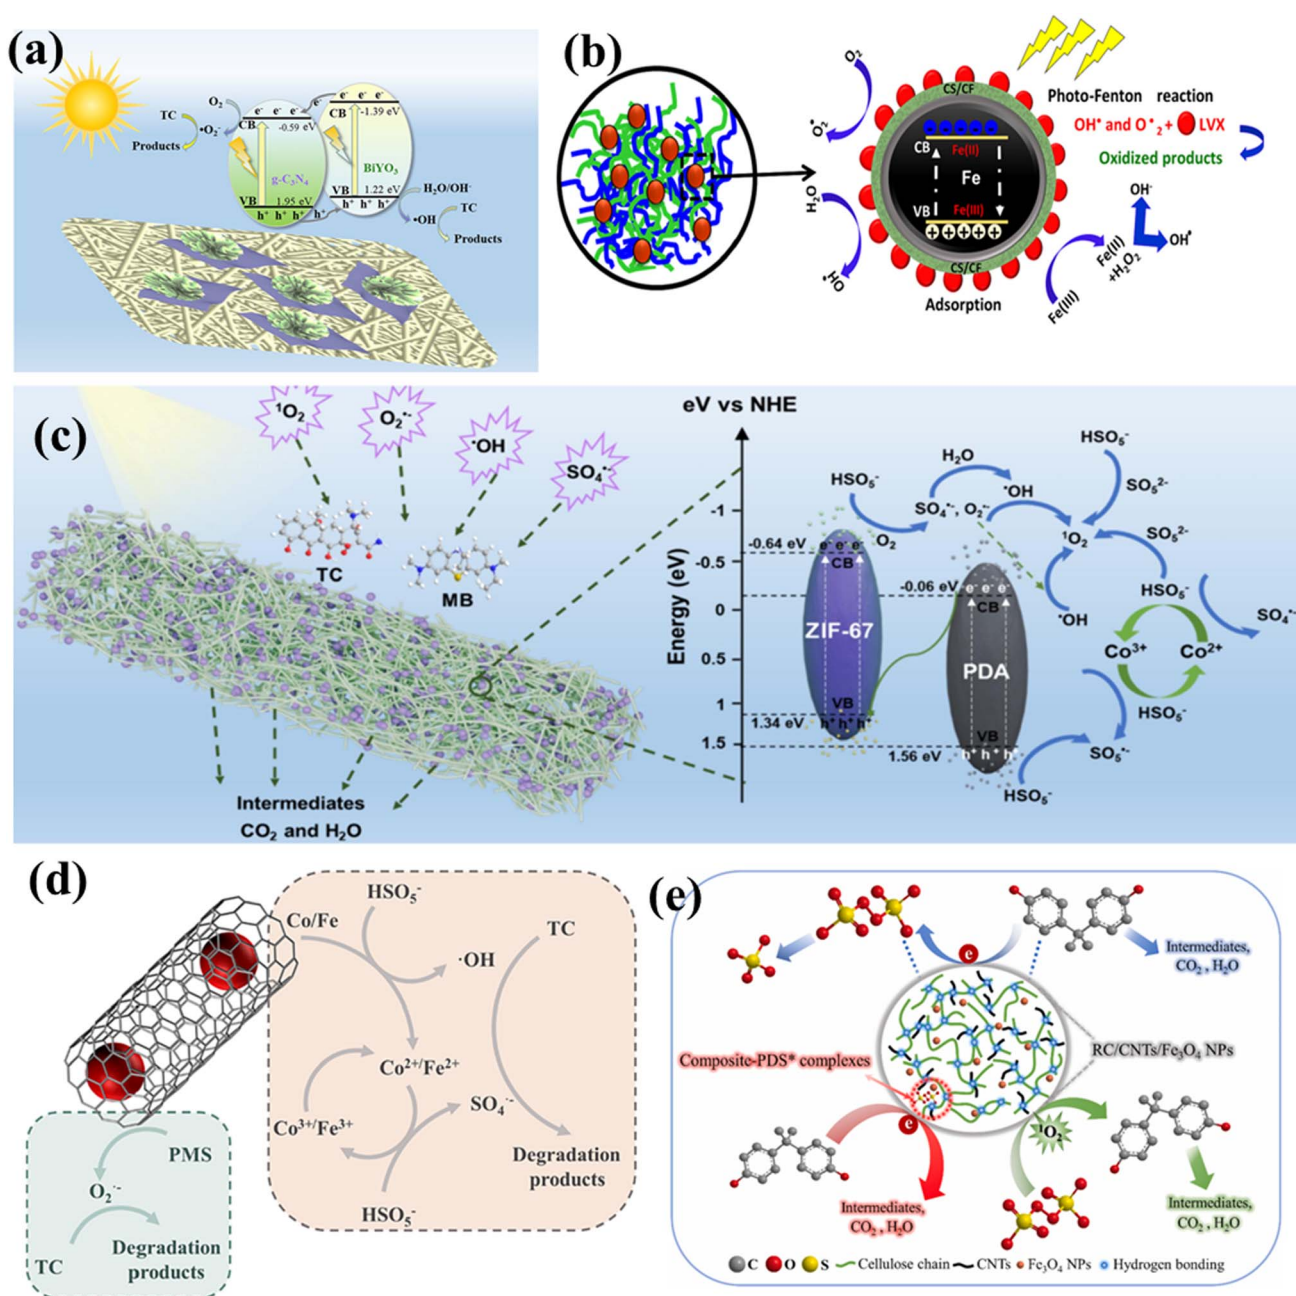 (a)
TC
Products
O₂
•O₂⁻
e⁻ e⁻ e⁻
CB
-0.59 eV
g-C₃N₄
VB
1.95 eV
h⁺ h⁺ h⁺
h⁺
e⁻
e⁻ e⁻ e⁻
CB
-1.39 eV
BiYO₃
VB
1.22 eV
h⁺ h⁺ h⁺
H₂O/OH⁻
•OH
TC
Products
(b)
O₂
O₂•
H₂O
•HO
CS/CF
CB
Fe(II)
Fe
VB
Fe(III)
CS/CF
Adsorption
Photo-Fenton reaction
OH• and O•₂ + LVX
Oxidized products
Fe(III)
Fe(II)
+H₂O₂
OH⁻
OH•
(c)
¹O₂
O₂•⁻
•OH
SO₄•⁻
TC
MB
Intermediates
CO₂ and H₂O
eV vs NHE
Energy (eV)
-1
-0.5
0
0.5
1
1.5
-0.64 eV
-0.06 eV
1.34 eV
1.56 eV
e⁻ e⁻ e⁻
CB
ZIF-67
VB
h⁺ h⁺ h⁺
e⁻ e⁻ e⁻
CB
PDA
VB
h⁺ h⁺ h⁺
HSO₅⁻
O₂
SO₄•⁻, O₂•⁻
H₂O
•OH
¹O₂
HSO₅⁻
SO₅²⁻
SO₅²⁻
HSO₅⁻
•OH
SO₄•⁻
Co³⁺
Co²⁺
HSO₅⁻
SO₅•⁻
HSO₅⁻
(d)
Co/Fe
HSO₅⁻
·OH
TC
Co²⁺/Fe²⁺
Co³⁺/Fe³⁺
SO₄·⁻
HSO₅⁻
Degradation
products
PMS
O₂·⁻
TC
Degradation
products
(e)
e
Intermediates,
CO₂ , H₂O
Composite-PDS* complexes
RC/CNTs/Fe₃O₄ NPs
e
¹O₂
Intermediates,
CO₂ , H₂O
Intermediates,
CO₂ , H₂O
C O S Cellulose chain CNTs Fe₃O₄ NPs Hydrogen bonding